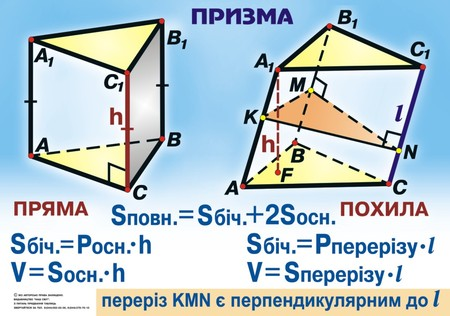 ПРИЗМА
A₁
B₁
C₁
h
A
B
C
B₁
A₁
C₁
M
K
l
h
B
N
A
F
C
ПРЯМА
Sповн.=Sбіч.+2Sосн.
ПОХИЛА
Sбіч.=Pосн.·h
Sбіч.=Pперерізу·l
V=Sосн.·h
V=Sперерізу·l
переріз KMN є перпендикулярним до l